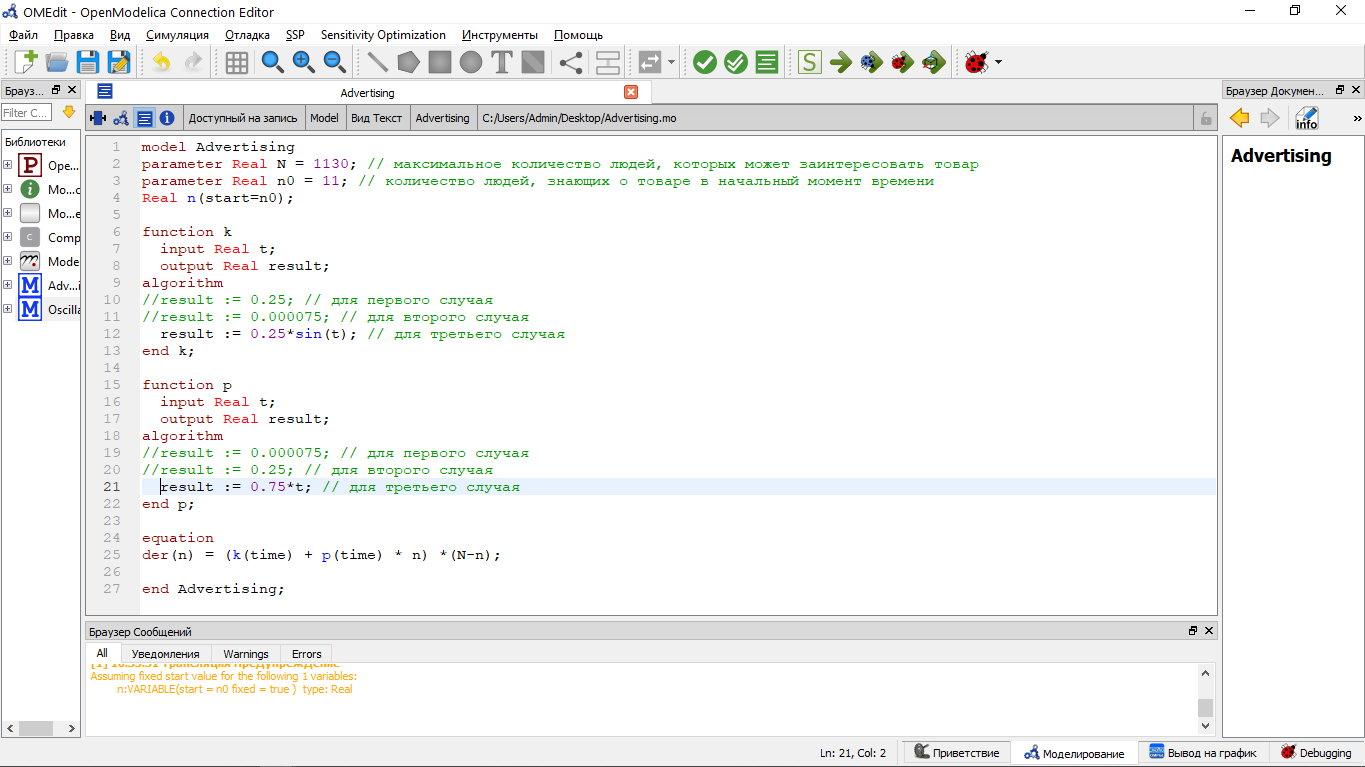 OMEdit - OpenModelica Connection Editor
Файл Правка Вид Симуляция Отладка SSP Sensitivity Optimization Инструменты Помощь
Брауз...
Filter C...
Библиотеки
P Ope...
Mo...c
Mo...e
C Comp
Mode
M Adv...i
M Oscilla
Advertising
Доступный на запись Model Вид Текст Advertising C:/Users/Admin/Desktop/Advertising.mo
1 model Advertising
2 parameter Real N = 1130; // максимальное количество людей, которых может заинтересовать товар
3 parameter Real n0 = 11; // количество людей, знающих о товаре в начальный момент времени
4 Real n(start=n0);
5
6 function k
7 input Real t;
8 output Real result;
9 algorithm
10 //result := 0.25; // для первого случая
11 //result := 0.000075; // для второго случая
12 result := 0.25*sin(t); // для третьего случая
13 end k;
14
15 function p
16 input Real t;
17 output Real result;
18 algorithm
19 //result := 0.000075; // для первого случая
20 //result := 0.25; // для второго случая
21 result := 0.75*t; // для третьего случая
22 end p;
23
24 equation
25 der(n) = (k(time) + p(time) * n) *(N-n);
26
27 end Advertising;
Браузер Сообщений
All Уведомления Warnings Errors
Assuming fixed start value for the following 1 variables:
n:VARIABLE(start = n0 fixed = true ) type: Real
Браузер Докумен...
info
»
Advertising
Ln: 21, Col: 2 Приветствие Моделирование Вывод на график Debugging